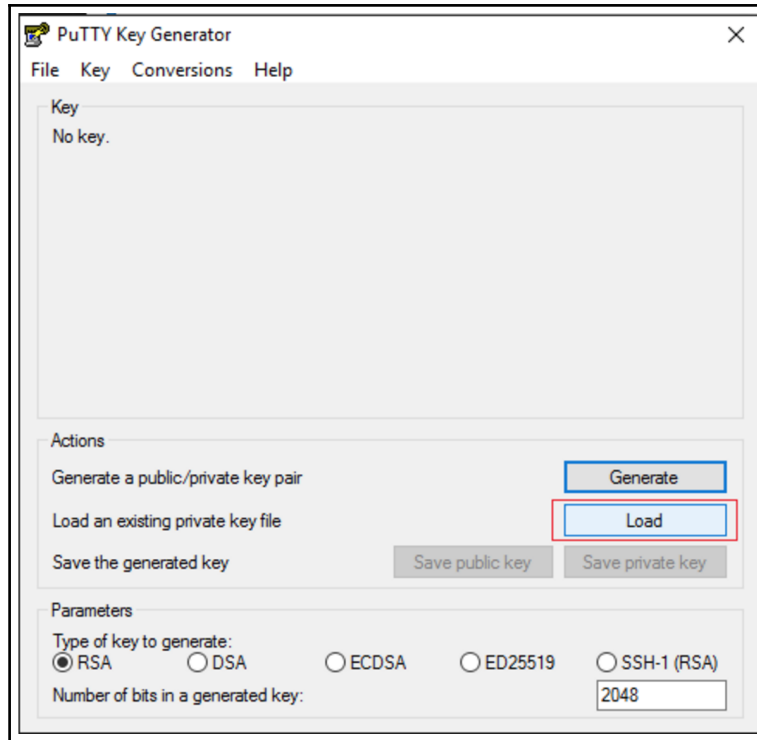 PuTTY Key Generator
File Key Conversions Help
Key
No key.
Actions
Generate a public/private key pair Generate
Load an existing private key file Load
Save the generated key Save public key Save private key
Parameters
Type of key to generate:
RSA DSA ECDSA ED25519 SSH-1 (RSA)
Number of bits in a generated key: 2048